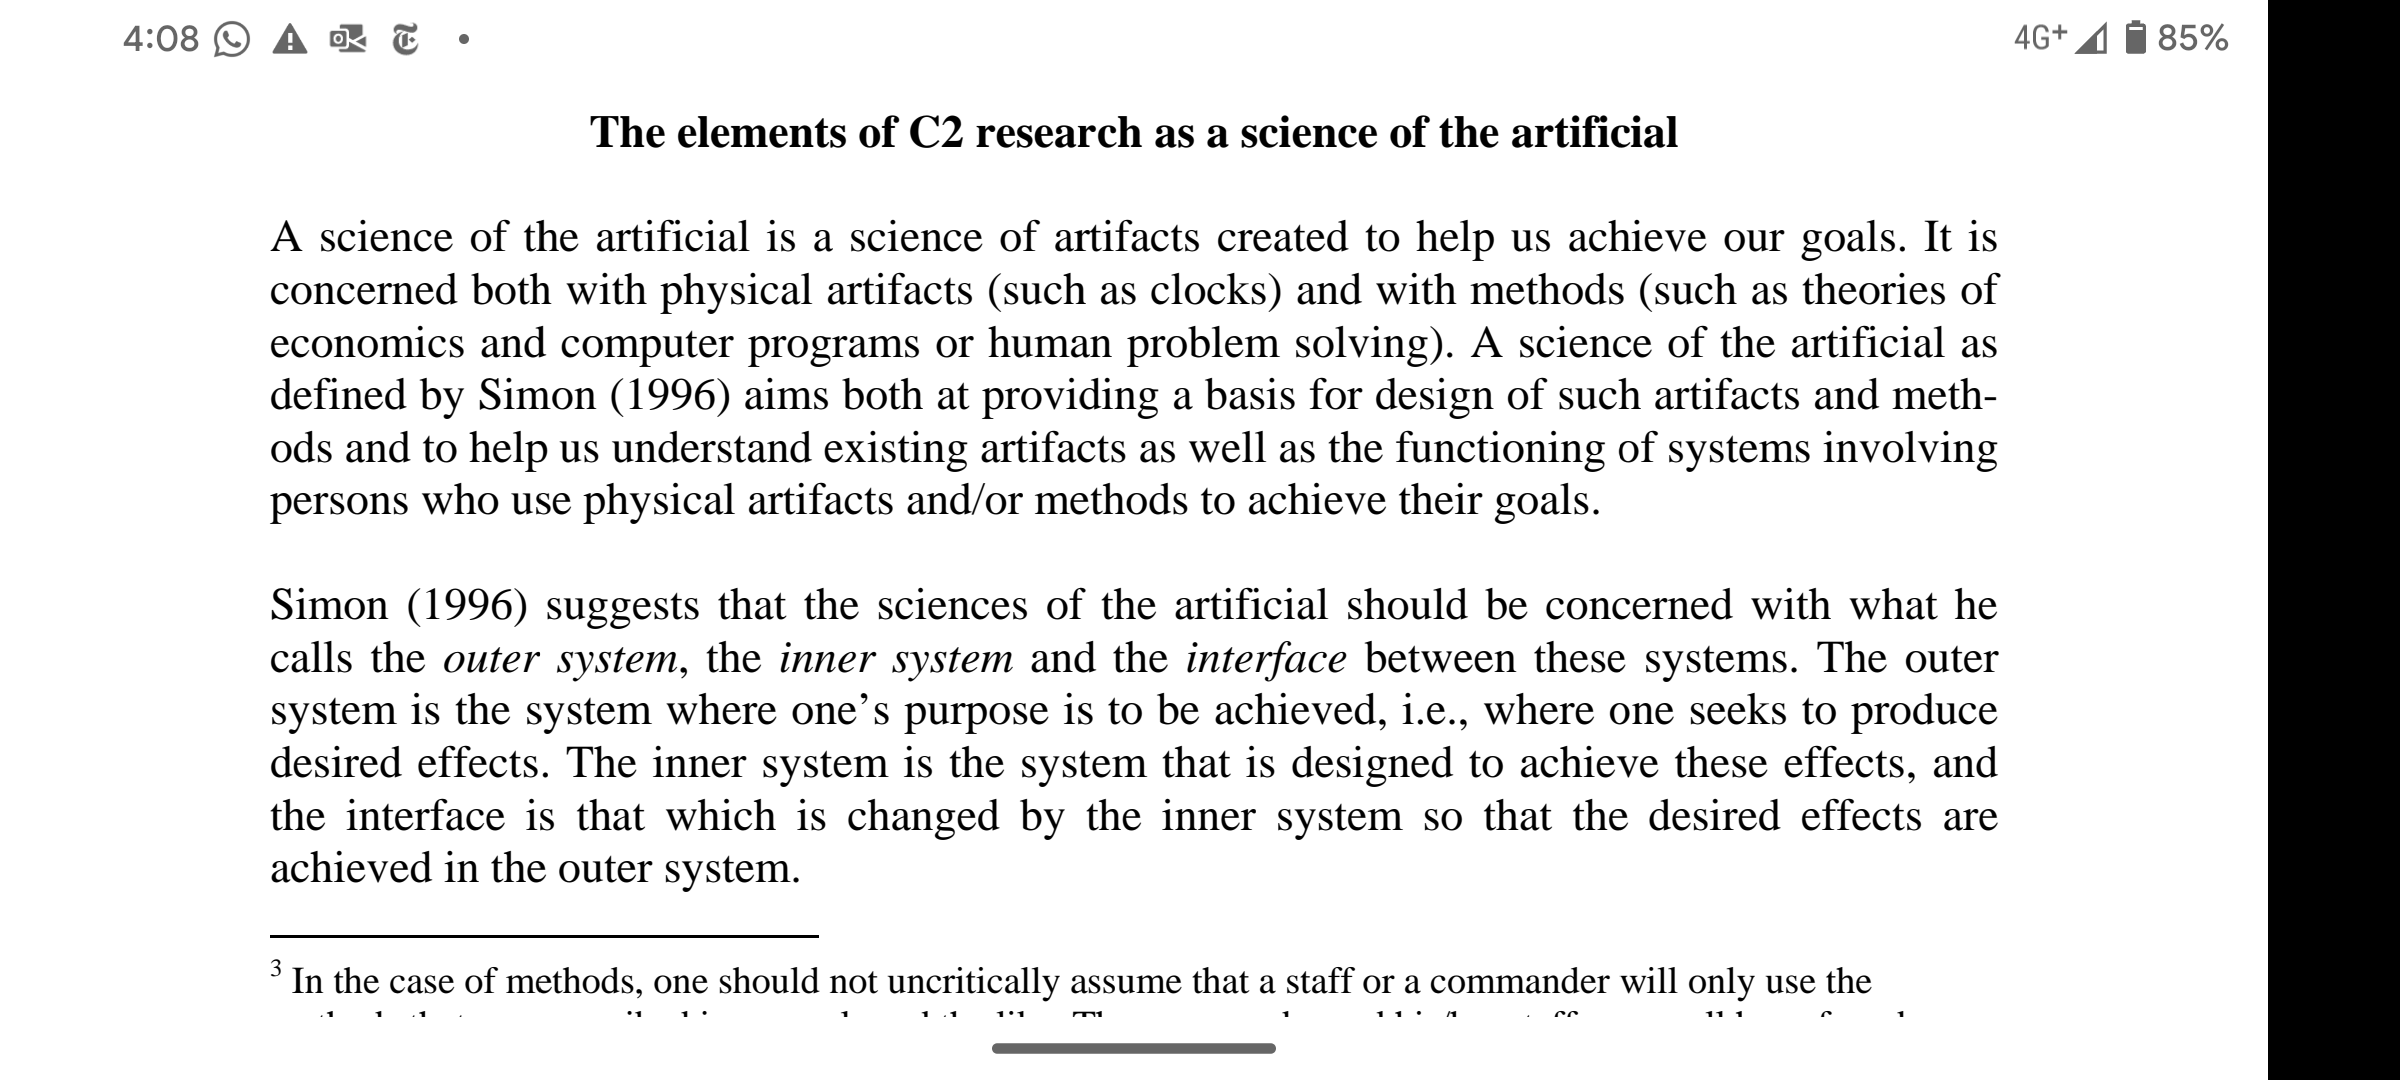 4:08
4G+ 85%
The elements of C2 research as a science of the artificial
A science of the artificial is a science of artifacts created to help us achieve our goals. It is
concerned both with physical artifacts (such as clocks) and with methods (such as theories of
economics and computer programs or human problem solving). A science of the artificial as
defined by Simon (1996) aims both at providing a basis for design of such artifacts and meth-
ods and to help us understand existing artifacts as well as the functioning of systems involving
persons who use physical artifacts and/or methods to achieve their goals.
Simon (1996) suggests that the sciences of the artificial should be concerned with what he
calls the outer system, the inner system and the interface between these systems. The outer
system is the system where one’s purpose is to be achieved, i.e., where one seeks to produce
desired effects. The inner system is the system that is designed to achieve these effects, and
the interface is that which is changed by the inner system so that the desired effects are
achieved in the outer system.
3 In the case of methods, one should not uncritically assume that a staff or a commander will only use the